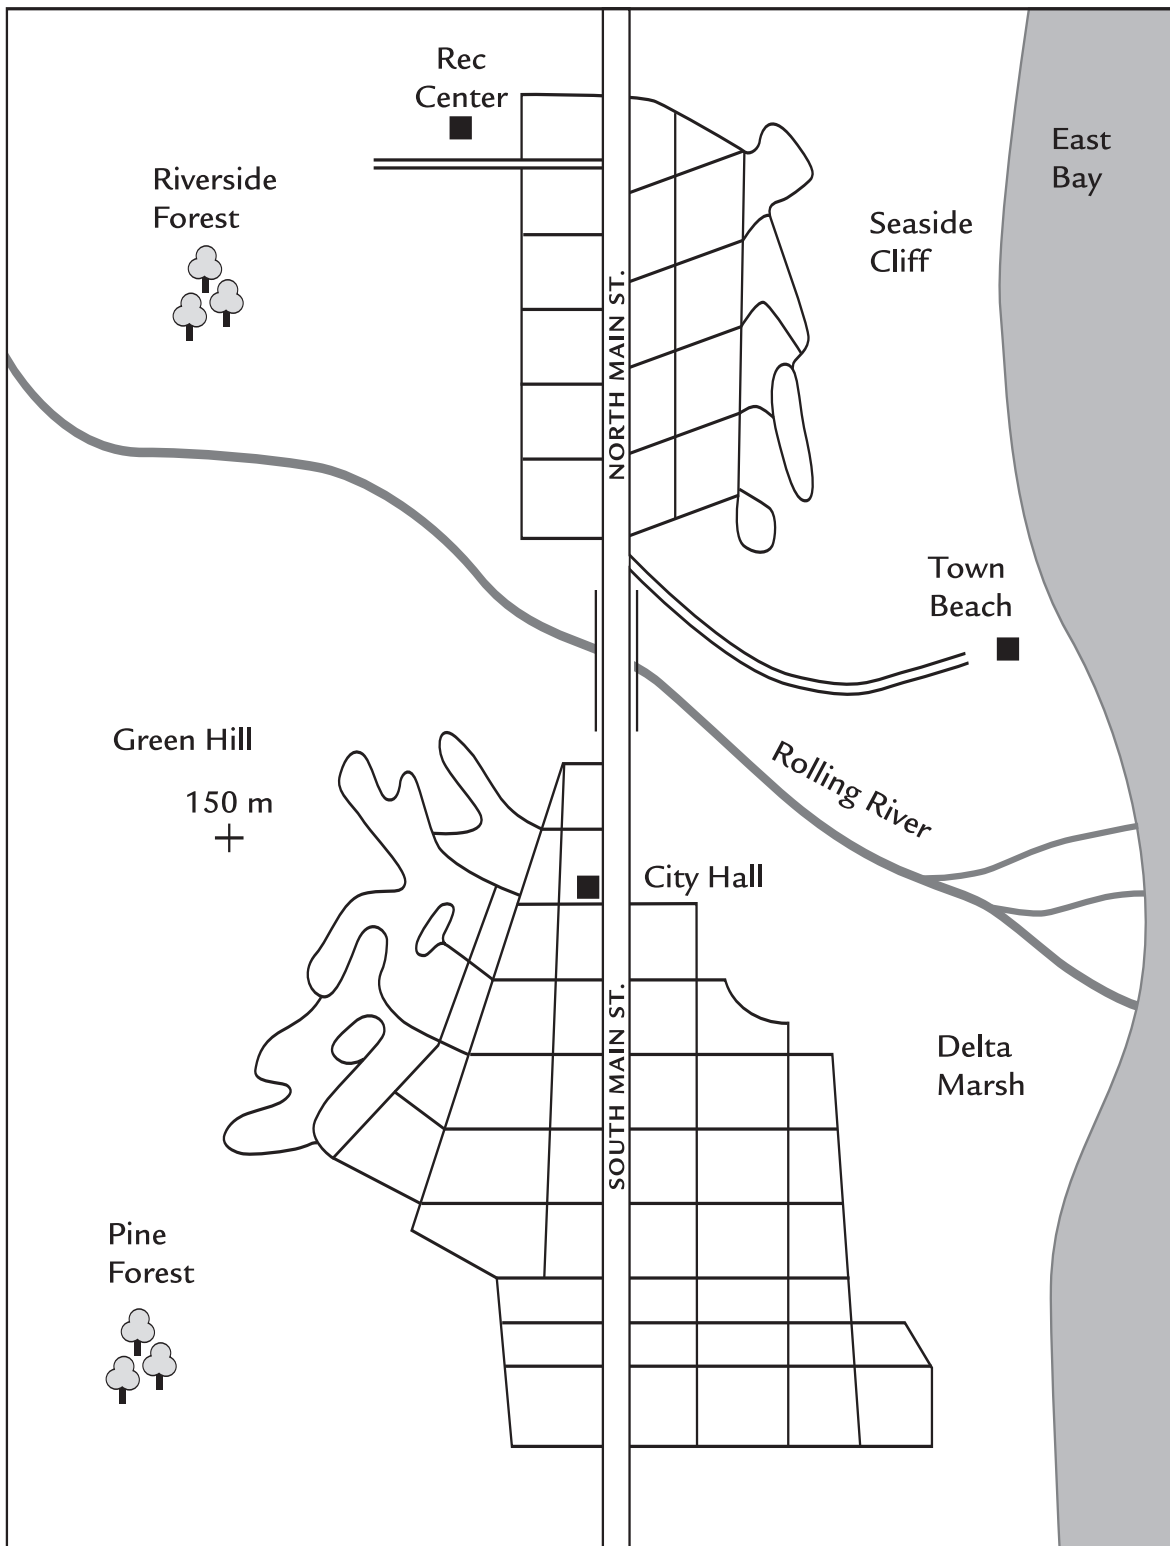 Rec
Center
East
Bay
Riverside
Forest
Seaside
Cliff
NORTH MAIN ST.
Town
Beach
Green Hill
150 m
Rolling River
City Hall
SOUTH MAIN ST.
Delta
Marsh
Pine
Forest